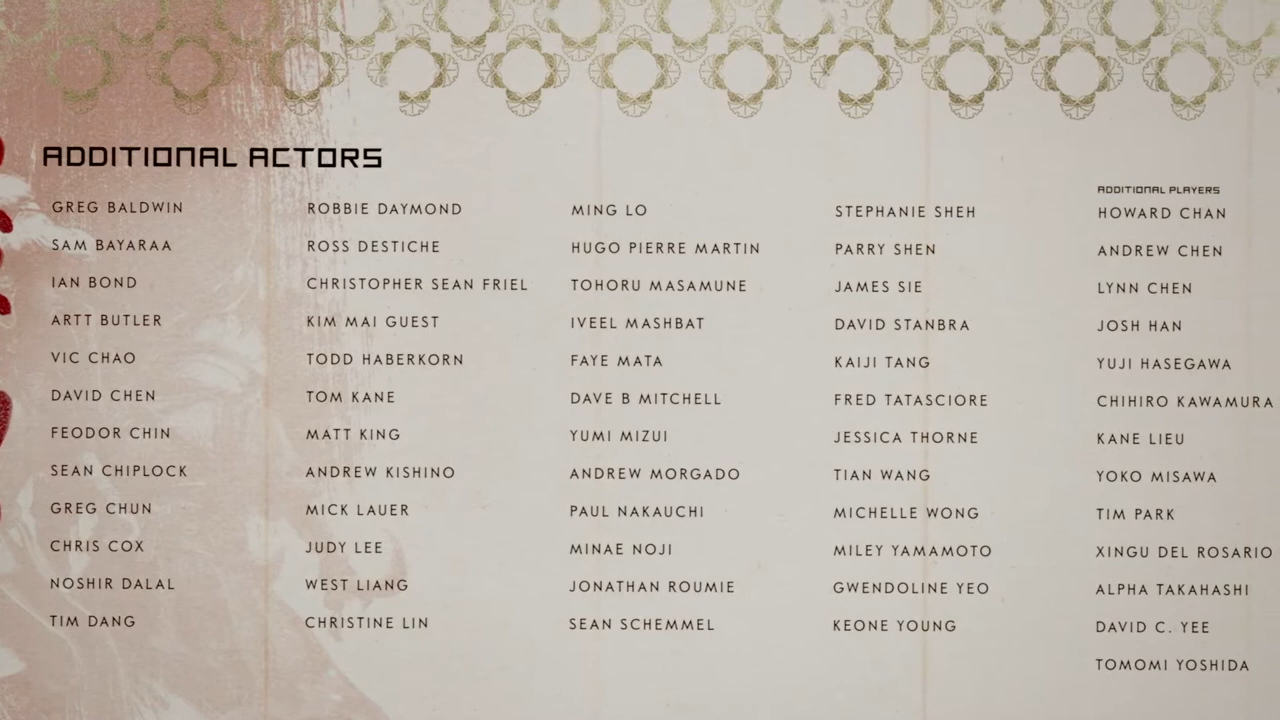 ADDITIONAL ACTORS
GREG BALDWIN
SAM BAYARAA
IAN BOND
ARTT BUTLER
VIC CHAO
DAVID CHEN
FEODOR CHIN
SEAN CHIPLOCK
GREG CHUN
CHRIS COX
NOSHIR DALAL
TIM DANG
ROBBIE DAYMOND
ROSS DESTICHE
CHRISTOPHER SEAN FRIEL
KIM MAI GUEST
TODD HABERKORN
TOM KANE
MATT KING
ANDREW KISHINO
MICK LAUER
JUDY LEE
WEST LIANG
CHRISTINE LIN
MING LO
HUGO PIERRE MARTIN
TOHORU MASAMUNE
IVEEL MASHBAT
FAYE MATA
DAVE B MITCHELL
YUMI MIZUI
ANDREW MORGADO
PAUL NAKAUCHI
MINAE NOJI
JONATHAN ROUMIE
SEAN SCHEMMEL
STEPHANIE SHEH
PARRY SHEN
JAMES SIE
DAVID STANBRA
KAIJI TANG
FRED TATASCIORE
JESSICA THORNE
TIAN WANG
MICHELLE WONG
MILEY YAMAMOTO
GWENDOLINE YEO
KEONE YOUNG
ADDITIONAL PLAYERS
HOWARD CHAN
ANDREW CHEN
LYNN CHEN
JOSH HAN
YUJI HASEGAWA
CHIHIRO KAWAMURA
KANE LIEU
YOKO MISAWA
TIM PARK
XINGU DEL ROSARIO
ALPHA TAKAHASHI
DAVID C. YEE
TOMOMI YOSHIDA